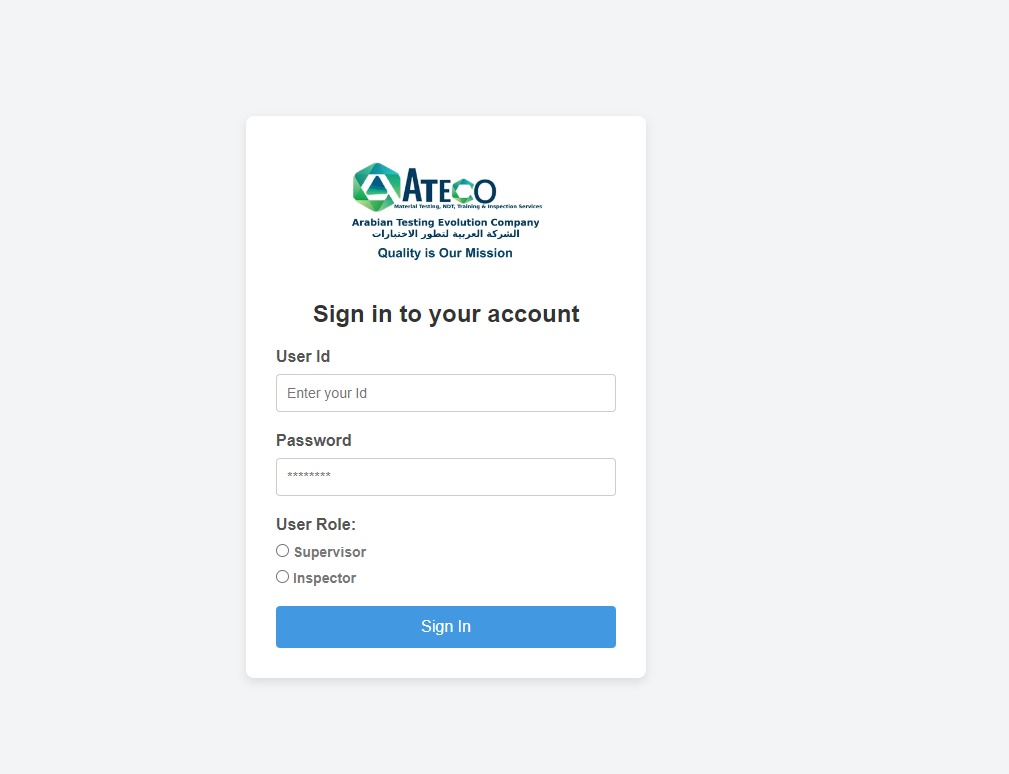 ATECO
Material Testing, NDT, Training & Inspection Services
Arabian Testing Evolution Company
الشركة العربية لتطور الاختبارات
Quality is Our Mission
Sign in to your account
User Id
Enter your Id
Password
********
User Role:
Supervisor
Inspector
Sign In